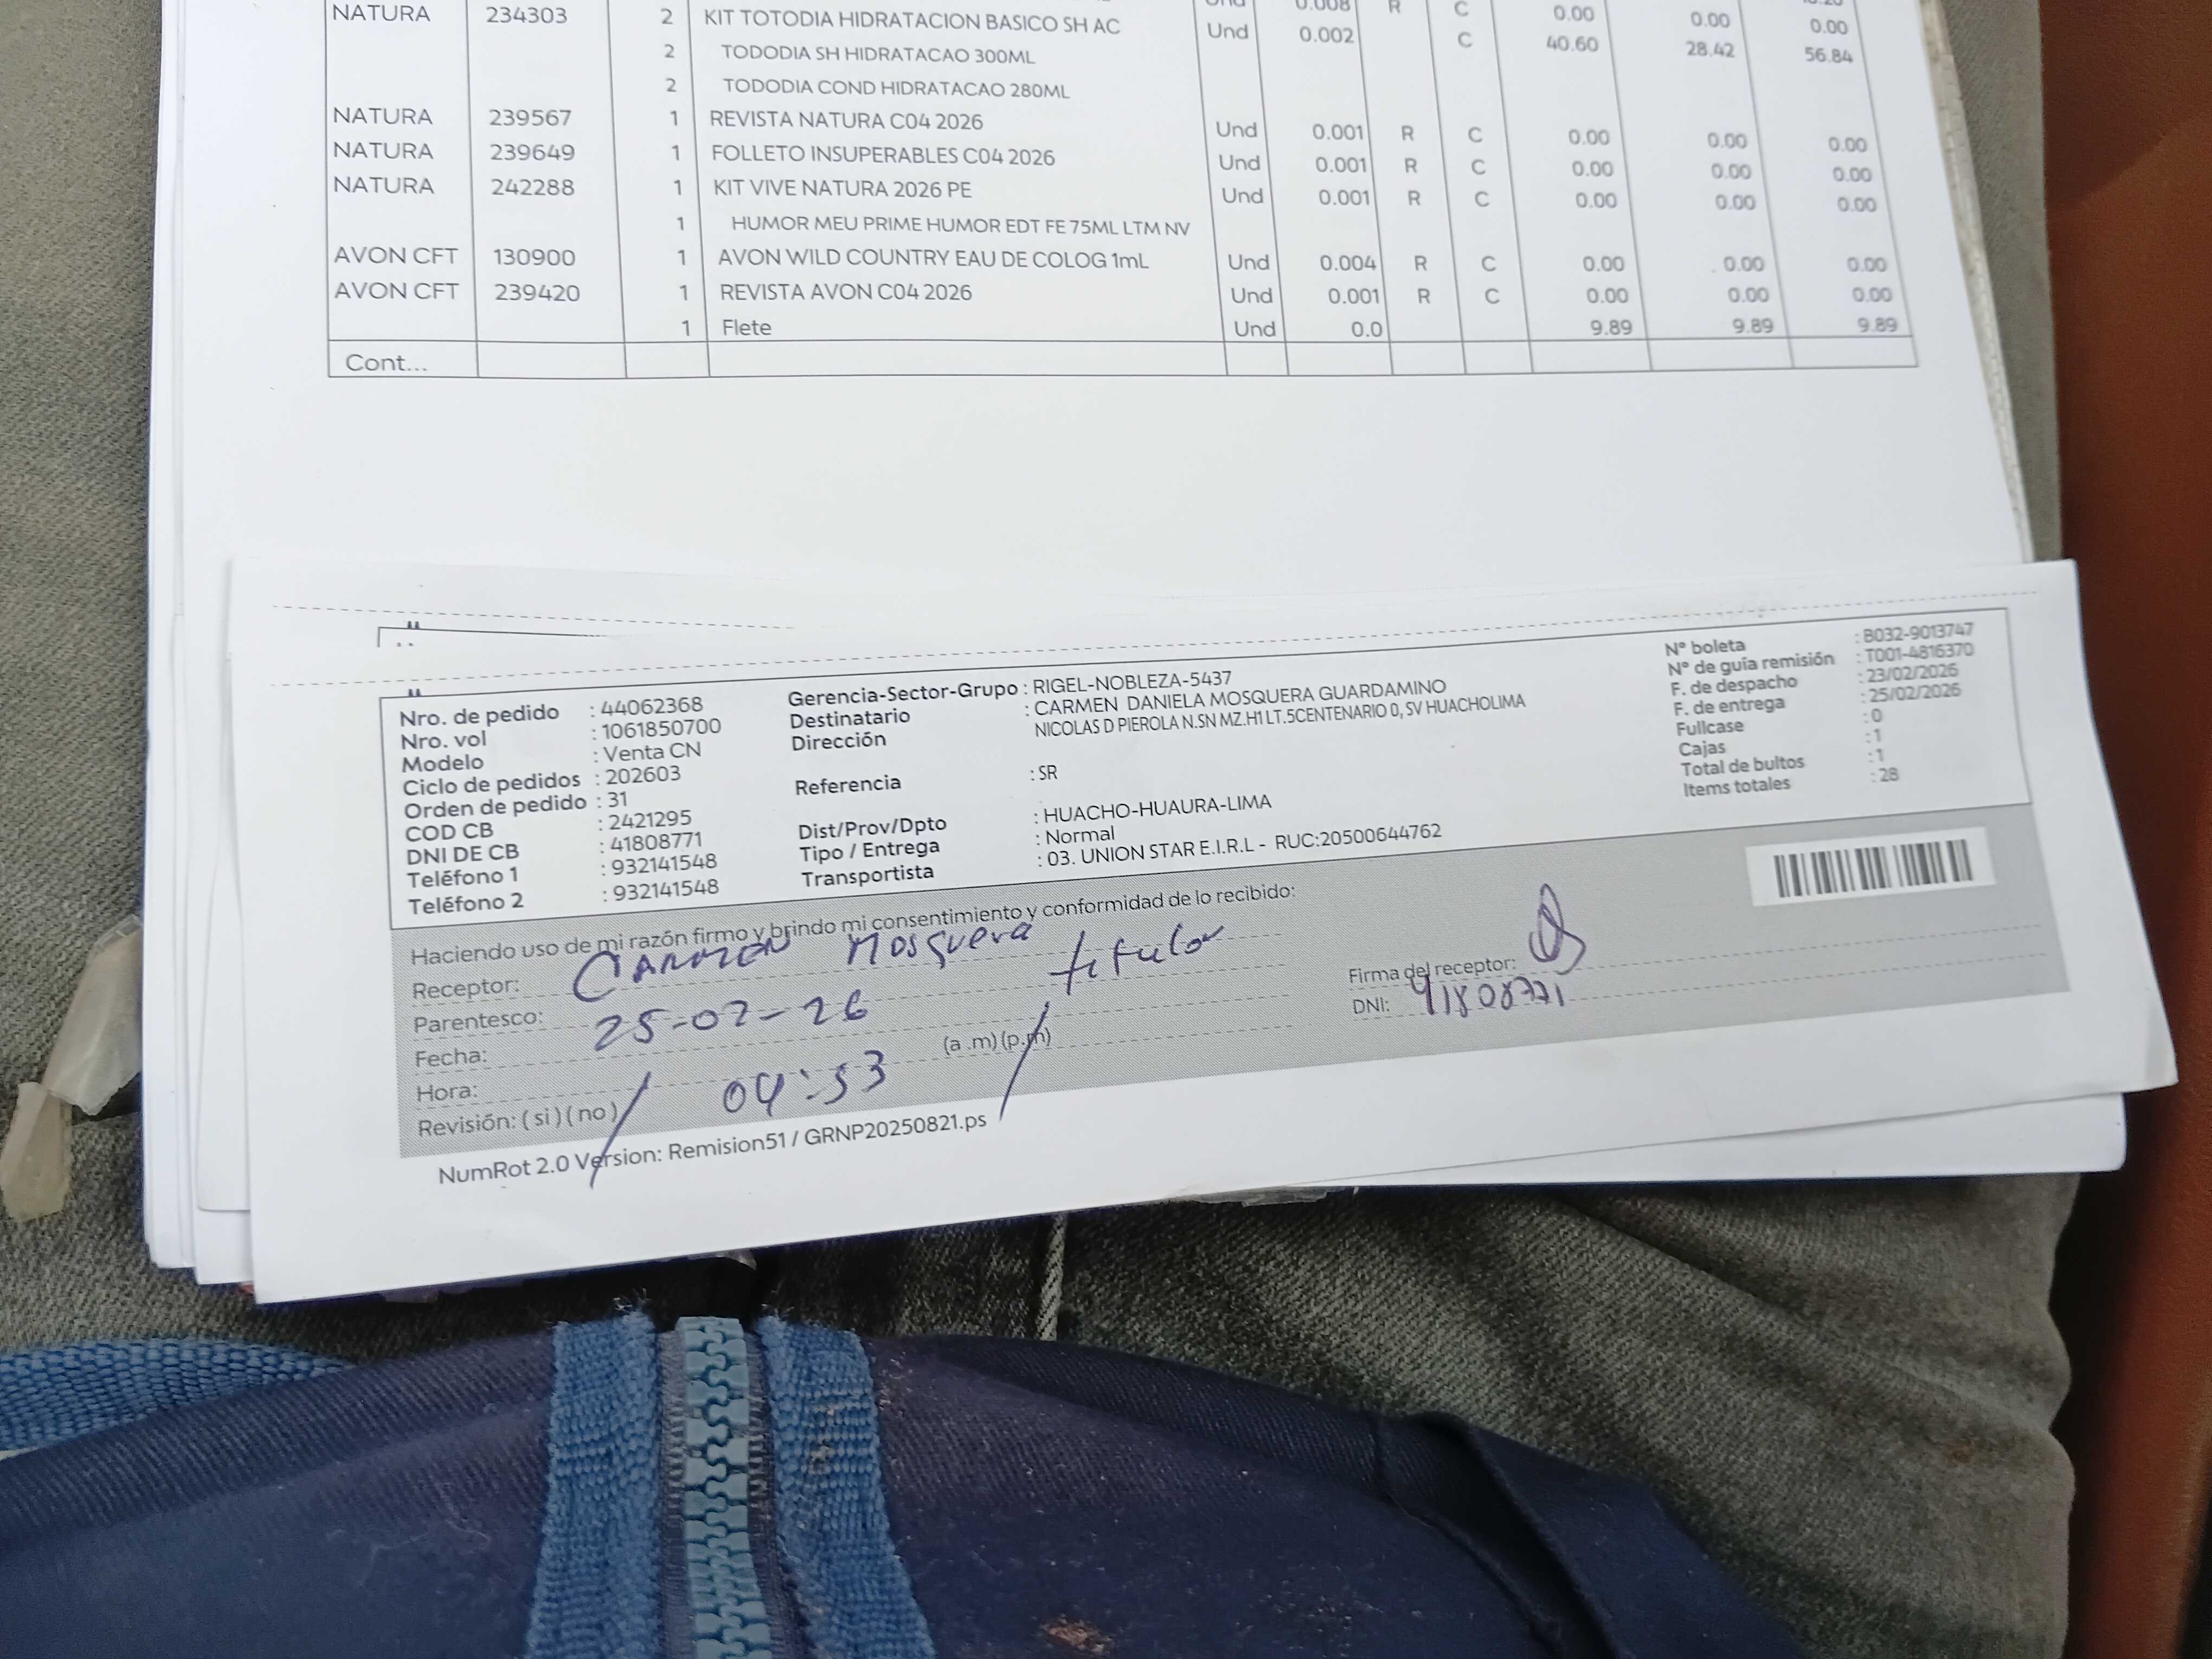 0.008 R C 0.00 0.00
NATURA 234303 2 KIT TOTODIA HIDRATACION BASICO SH AC Und 0.002 C 40.60 28.42 56.84
2 TODODIA SH HIDRATACAO 300ML
2 TODODIA COND HIDRATACAO 280ML
NATURA 239567 1 REVISTA NATURA C04 2026 Und 0.001 R C 0.00 0.00 0.00
NATURA 239649 1 FOLLETO INSUPERABLES C04 2026 Und 0.001 R C 0.00 0.00 0.00
NATURA 242288 1 KIT VIVE NATURA 2026 PE Und 0.001 R C 0.00 0.00 0.00
1 HUMOR MEU PRIME HUMOR EDT FE 75ML LTM NV
AVON CFT 130900 1 AVON WILD COUNTRY EAU DE COLOG 1mL Und 0.004 R C 0.00 0.00 0.00
AVON CFT 239420 1 REVISTA AVON C04 2026 Und 0.001 R C 0.00 0.00 0.00
1 Flete Und 0.0 9.89 9.89 9.89
Cont...
Nro. de pedido : 44062368
Nro. vol : 1061850700
Modelo : Venta CN
Ciclo de pedidos : 202603
Orden de pedido : 31
COD CB : 2421295
DNI DE CB : 41808771
Teléfono 1 : 932141548
Teléfono 2 : 932141548
Gerencia-Sector-Grupo : RIGEL-NOBLEZA-5437
Destinatario : CARMEN DANIELA MOSQUERA GUARDAMINO
Dirección NICOLAS D PIEROLA N.SN MZ.H1 LT.5CENTENARIO 0, SV HUACHOLIMA
Referencia : SR
Dist/Prov/Dpto : HUACHO-HUAURA-LIMA
Tipo / Entrega : Normal
Transportista : 03. UNION STAR E.I.R.L - RUC:20500644762
N° boleta : B032-9013747
N° de guía remisión : T001-4816370
F. de despacho : 23/02/2026
F. de entrega : 25/02/2026
Fullcase : 0
Cajas : 1
Total de bultos : 1
Items totales : 28
Haciendo uso de mi razón firmo y brindo mi consentimiento y conformidad de lo recibido:
Receptor: Carmen Mosquera
Parentesco: titular
Fecha: 25-02-26
Hora: 04:53 (a .m) (p.m)
Revisión: ( si ) ( no )
Firma del receptor:
DNI: 41808771
NumRot 2.0 Version: Remision51 / GRNP20250821.ps